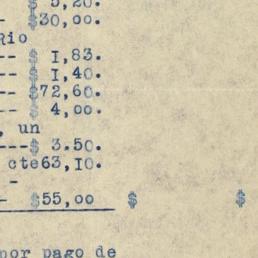 $ 5,20.
$30,00.
Rio
-- $ 1,83.
-- $ 1,40.
-- $72,60.
-- $ 4,00.
, un
---$ 3.50.
cte63,10.
-
- $55,00 $ $
por pago de